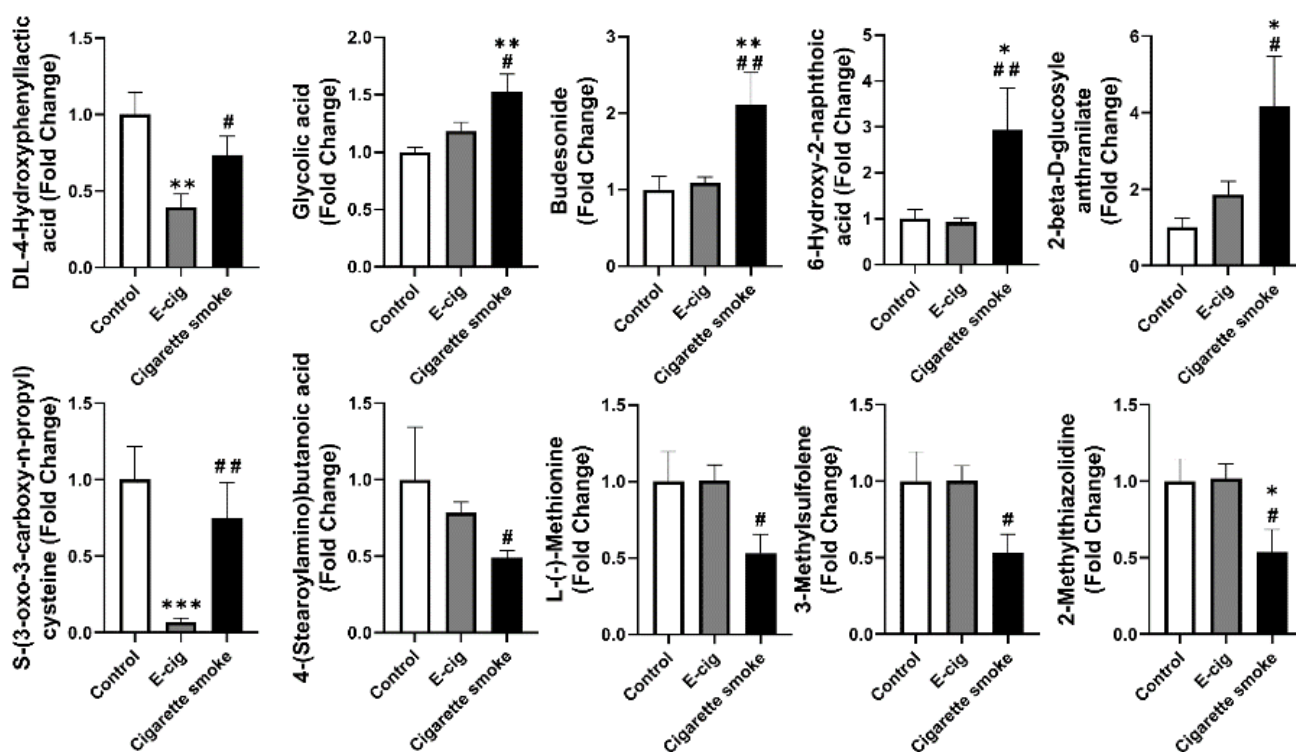 DL-4-Hydroxyphenyllactic
acid (Fold Change)
1.5
1.0
0.5
0.0
**
#
Control
E-cig
Cigarette smoke
Glycolic acid
(Fold Change)
2.0
1.5
1.0
0.5
0.0
**
#
Control
E-cig
Cigarette smoke
Budesonide
(Fold Change)
3
2
1
0
**
##
Control
E-cig
Cigarette smoke
6-Hydroxy-2-naphthoic
acid (Fold Change)
5
4
3
2
1
0
*
##
Control
E-cig
Cigarette smoke
2-beta-D-glucosyle
anthranilate
(Fold Change)
6
4
2
0
*
#
Control
E-cig
Cigarette smoke
S-(3-oxo-3-carboxy-n-propyl)
cysteine (Fold Change)
1.5
1.0
0.5
0.0
***
##
Control
E-cig
Cigarette smoke
4-(Stearoylamino)butanoic acid
(Fold Change)
1.5
1.0
0.5
0.0
#
Control
E-cig
Cigarette smoke
L-(-)-Methionine
(Fold Change)
1.5
1.0
0.5
0.0
#
Control
E-cig
Cigarette smoke
3-Methylsulfolene
(Fold Change)
1.5
1.0
0.5
0.0
#
Control
E-cig
Cigarette smoke
2-Methylthiazolidine
(Fold Change)
1.5
1.0
0.5
0.0
*
#
Control
E-cig
Cigarette smoke